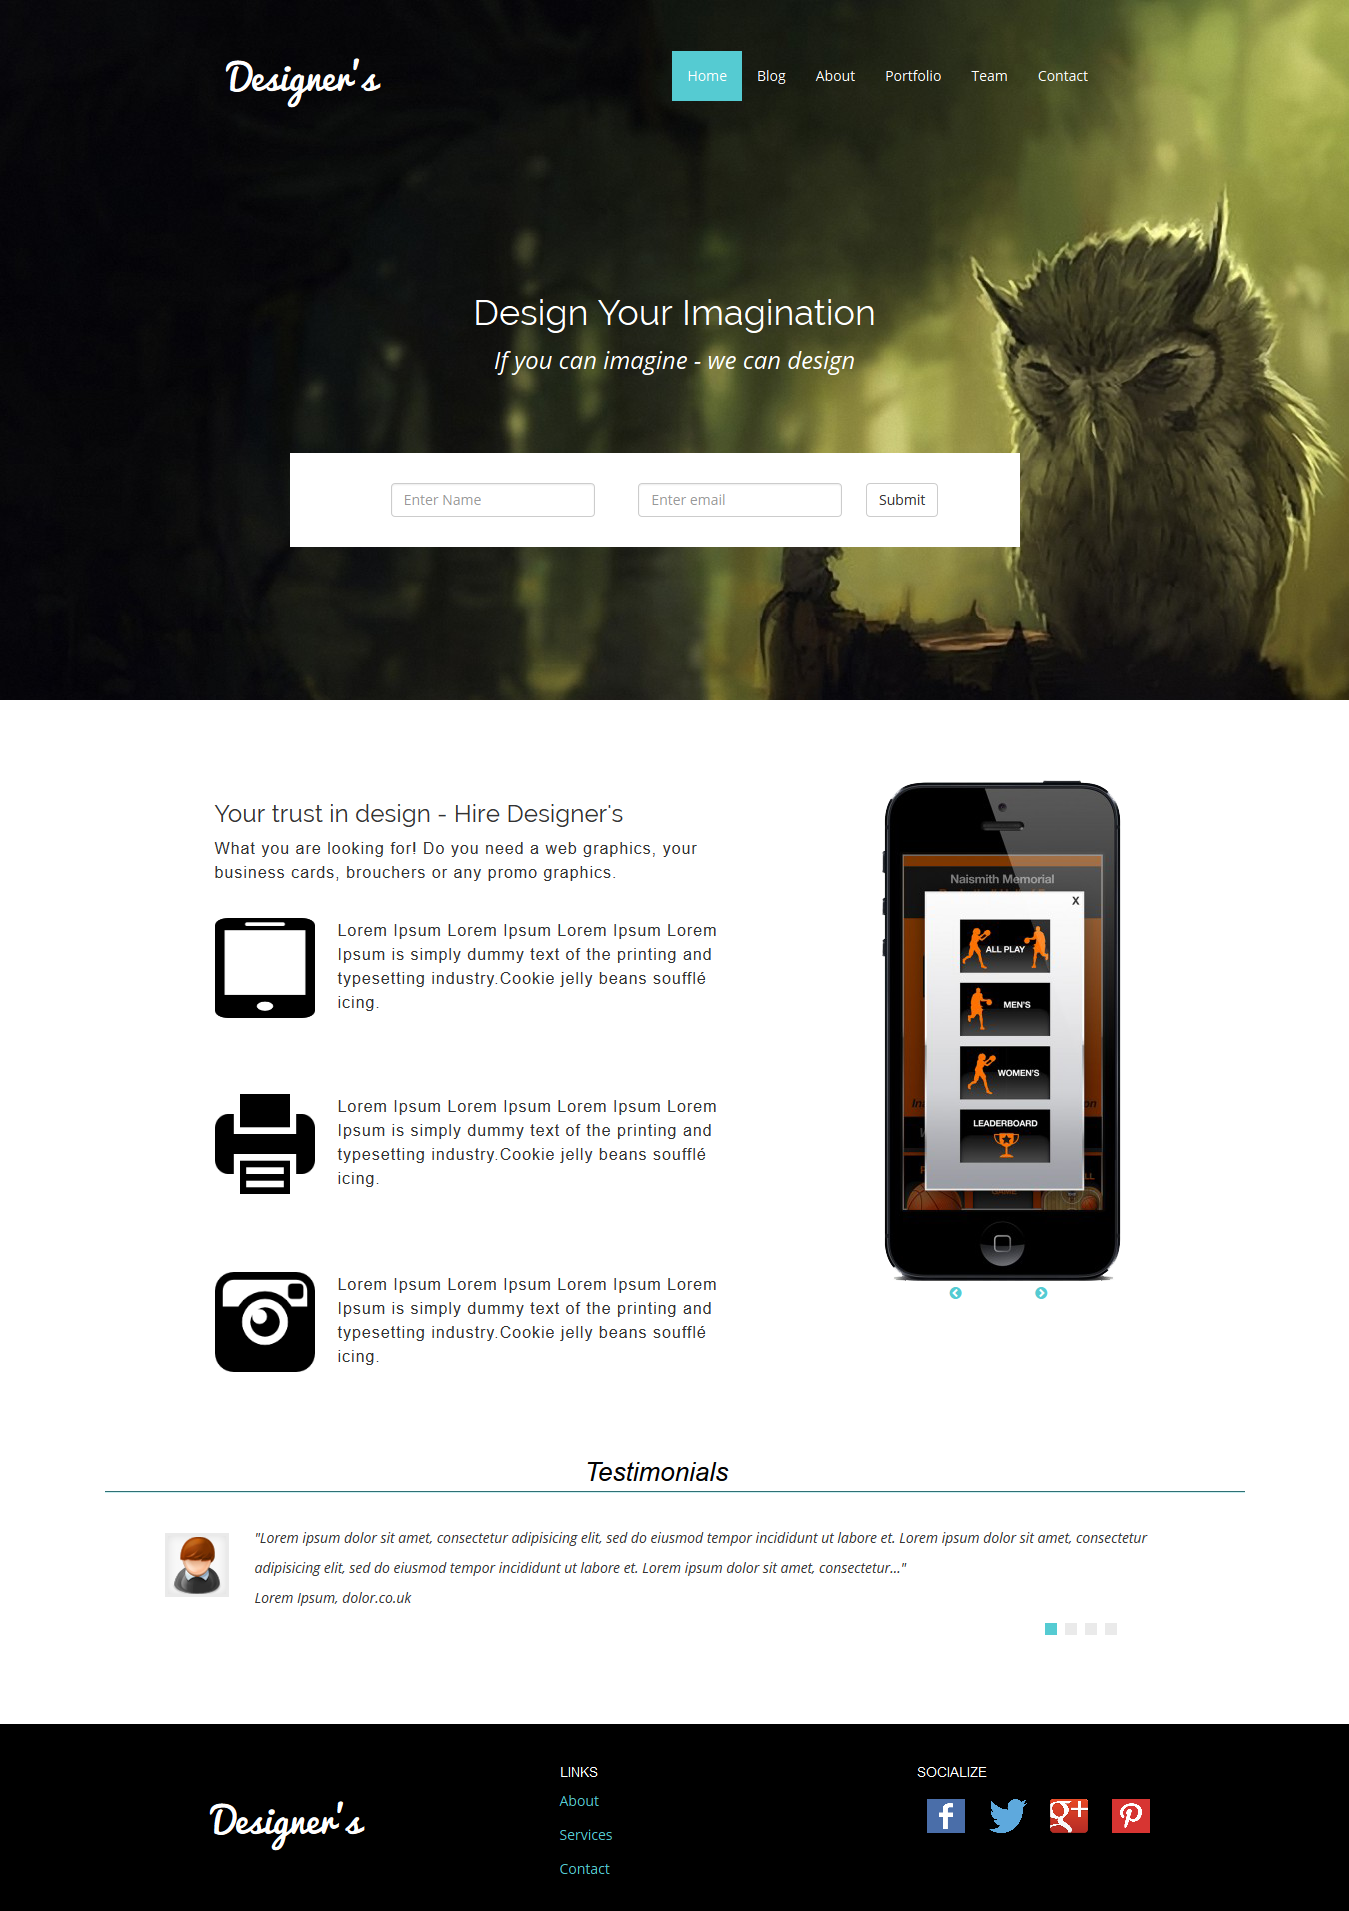 Designer's
Home Blog About Portfolio Team Contact
Design Your Imagination
If you can imagine - we can design
Enter Name Enter email Submit
Your trust in design - Hire Designer's
What you are looking for! Do you need a web graphics, your
business cards, brouchers or any promo graphics.
Lorem Ipsum Lorem Ipsum Lorem Ipsum Lorem
Ipsum is simply dummy text of the printing and
typesetting industry.Cookie jelly beans soufflé
icing.
Lorem Ipsum Lorem Ipsum Lorem Ipsum Lorem
Ipsum is simply dummy text of the printing and
typesetting industry.Cookie jelly beans soufflé
icing.
Lorem Ipsum Lorem Ipsum Lorem Ipsum Lorem
Ipsum is simply dummy text of the printing and
typesetting industry.Cookie jelly beans soufflé
icing.
Naismith Memorial
X
ALL PLAY
MEN'S
WOMEN'S
LEADERBOARD
GAME
Testimonials
"Lorem ipsum dolor sit amet, consectetur adipisicing elit, sed do eiusmod tempor incididunt ut labore et. Lorem ipsum dolor sit amet, consectetur
adipisicing elit, sed do eiusmod tempor incididunt ut labore et. Lorem ipsum dolor sit amet, consectetur..."
Lorem Ipsum, dolor.co.uk
Designer's
LINKS
About
Services
Contact
SOCIALIZE